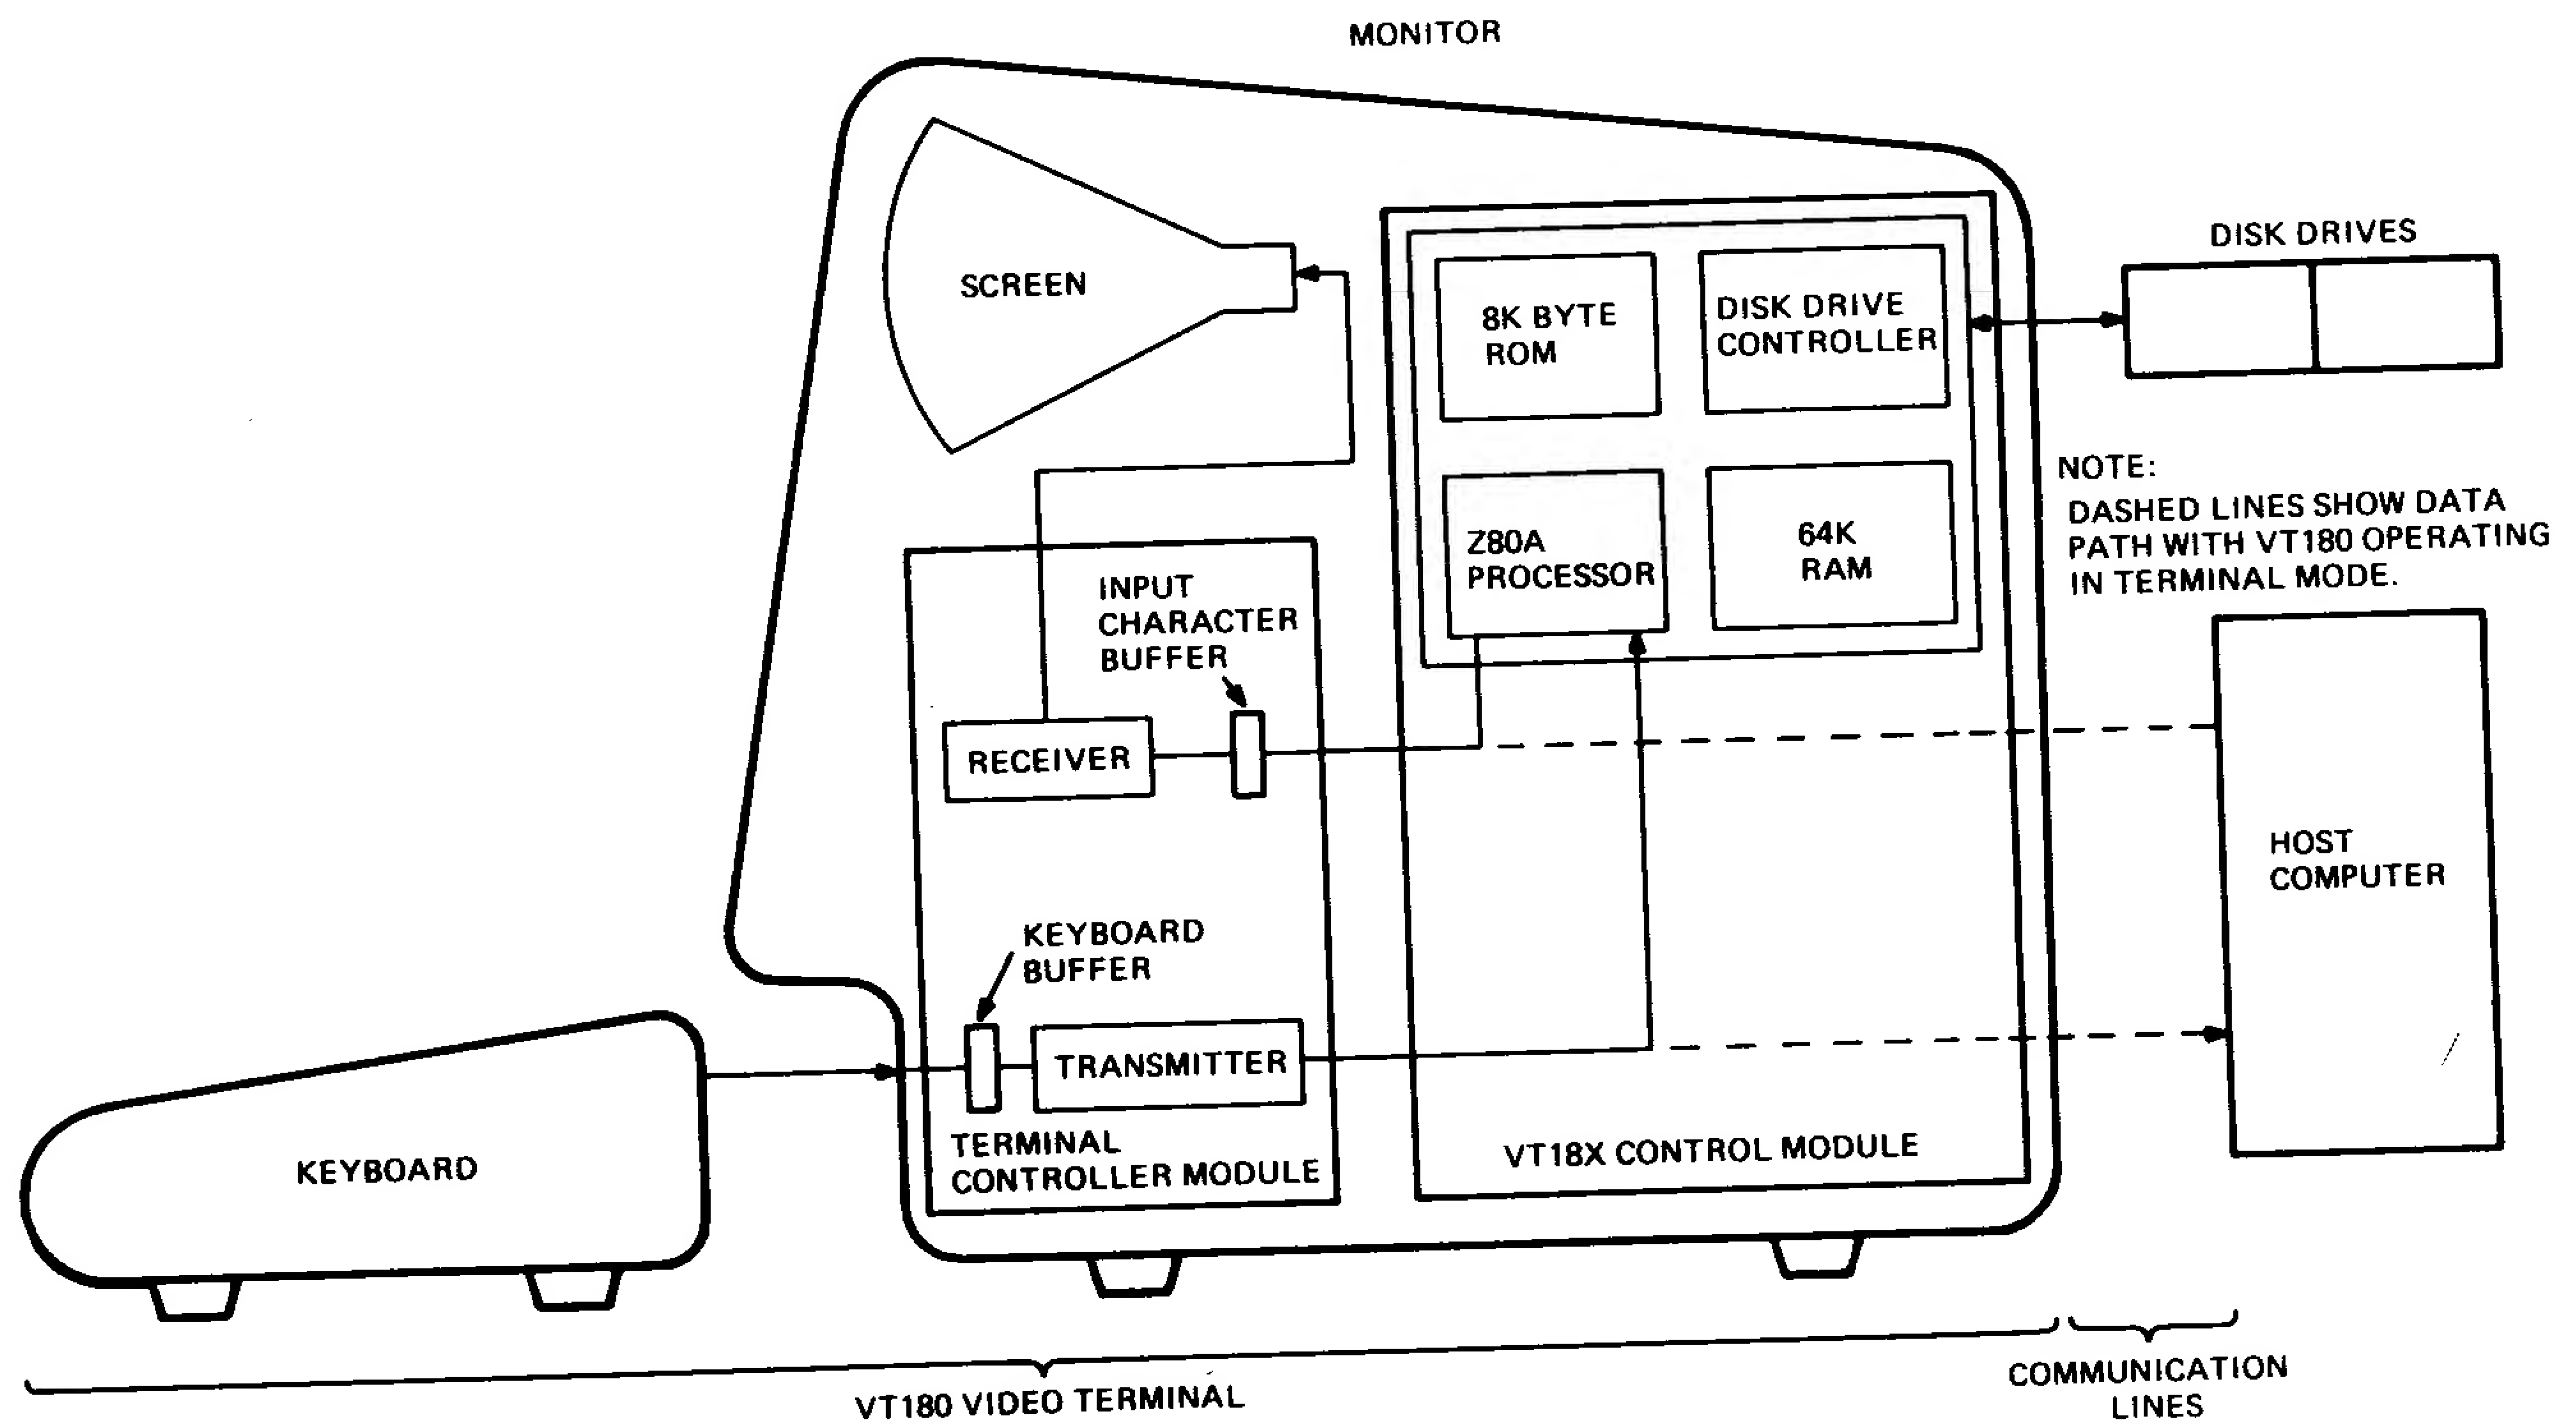 MONITOR
SCREEN
8K BYTE
ROM
DISK DRIVE
CONTROLLER
DISK DRIVES
Z80A
PROCESSOR
64K
RAM
NOTE:
DASHED LINES SHOW DATA
PATH WITH VT180 OPERATING
IN TERMINAL MODE.
INPUT
CHARACTER
BUFFER
RECEIVER
HOST
COMPUTER
KEYBOARD
BUFFER
TRANSMITTER
TERMINAL
CONTROLLER MODULE
VT18X CONTROL MODULE
KEYBOARD
VT180 VIDEO TERMINAL
COMMUNICATION
LINES